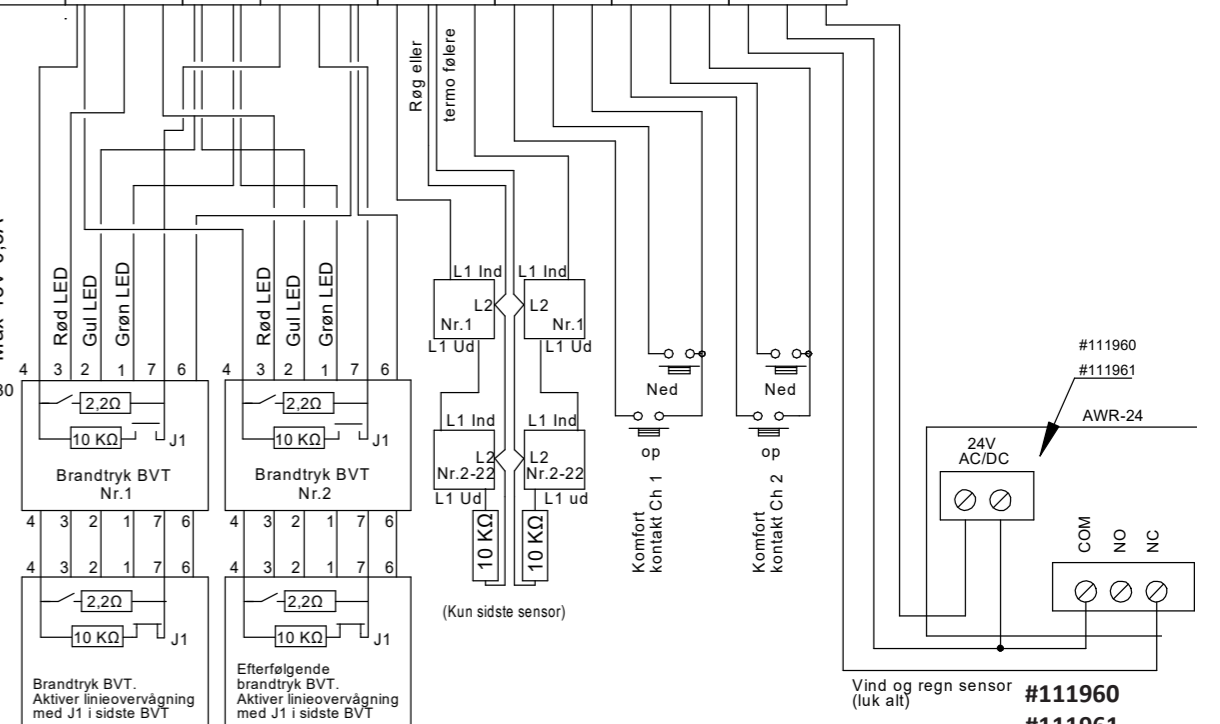 Røg eller
termo følere
Rød LED
Gul LED
Grøn LED
Rød LED
Gul LED
Grøn LED
4 3 2 1 7 6
4 3 2 1 7 6
30
2,2Ω
10 KΩ
J1
Brandtryk BVT
Nr.1
2,2Ω
10 KΩ
J1
Brandtryk BVT
Nr.2
4 3 2 1 7 6
4 3 2 1 7 6
4 3 2 1 7 6
4 3 2 1 7 6
2,2Ω
10 KΩ
J1
Brandtryk BVT.
Aktiver linieovervågning
med J1 i sidste BVT
2,2Ω
10 KΩ
J1
Efterfølgende
brandtryk BVT.
Aktiver linieovervågning
med J1 i sidste BVT
L1 Ind
L2
Nr.1
L1 Ud
L1 Ind
L2
Nr.1
L1 Ud
L1 Ind
L2
Nr.2-22
L1 Ud
L1 Ind
L2
Nr.2-22
L1 ud
10 KΩ
10 KΩ
(Kun sidste sensor)
Ned
op
Komfort
kontakt Ch 1
Ned
op
Komfort
kontakt Ch 2
#111960
#111961
AWR-24
24V
AC/DC
COM
NO
NC
Vind og regn sensor
(luk alt)
#111960
#111961